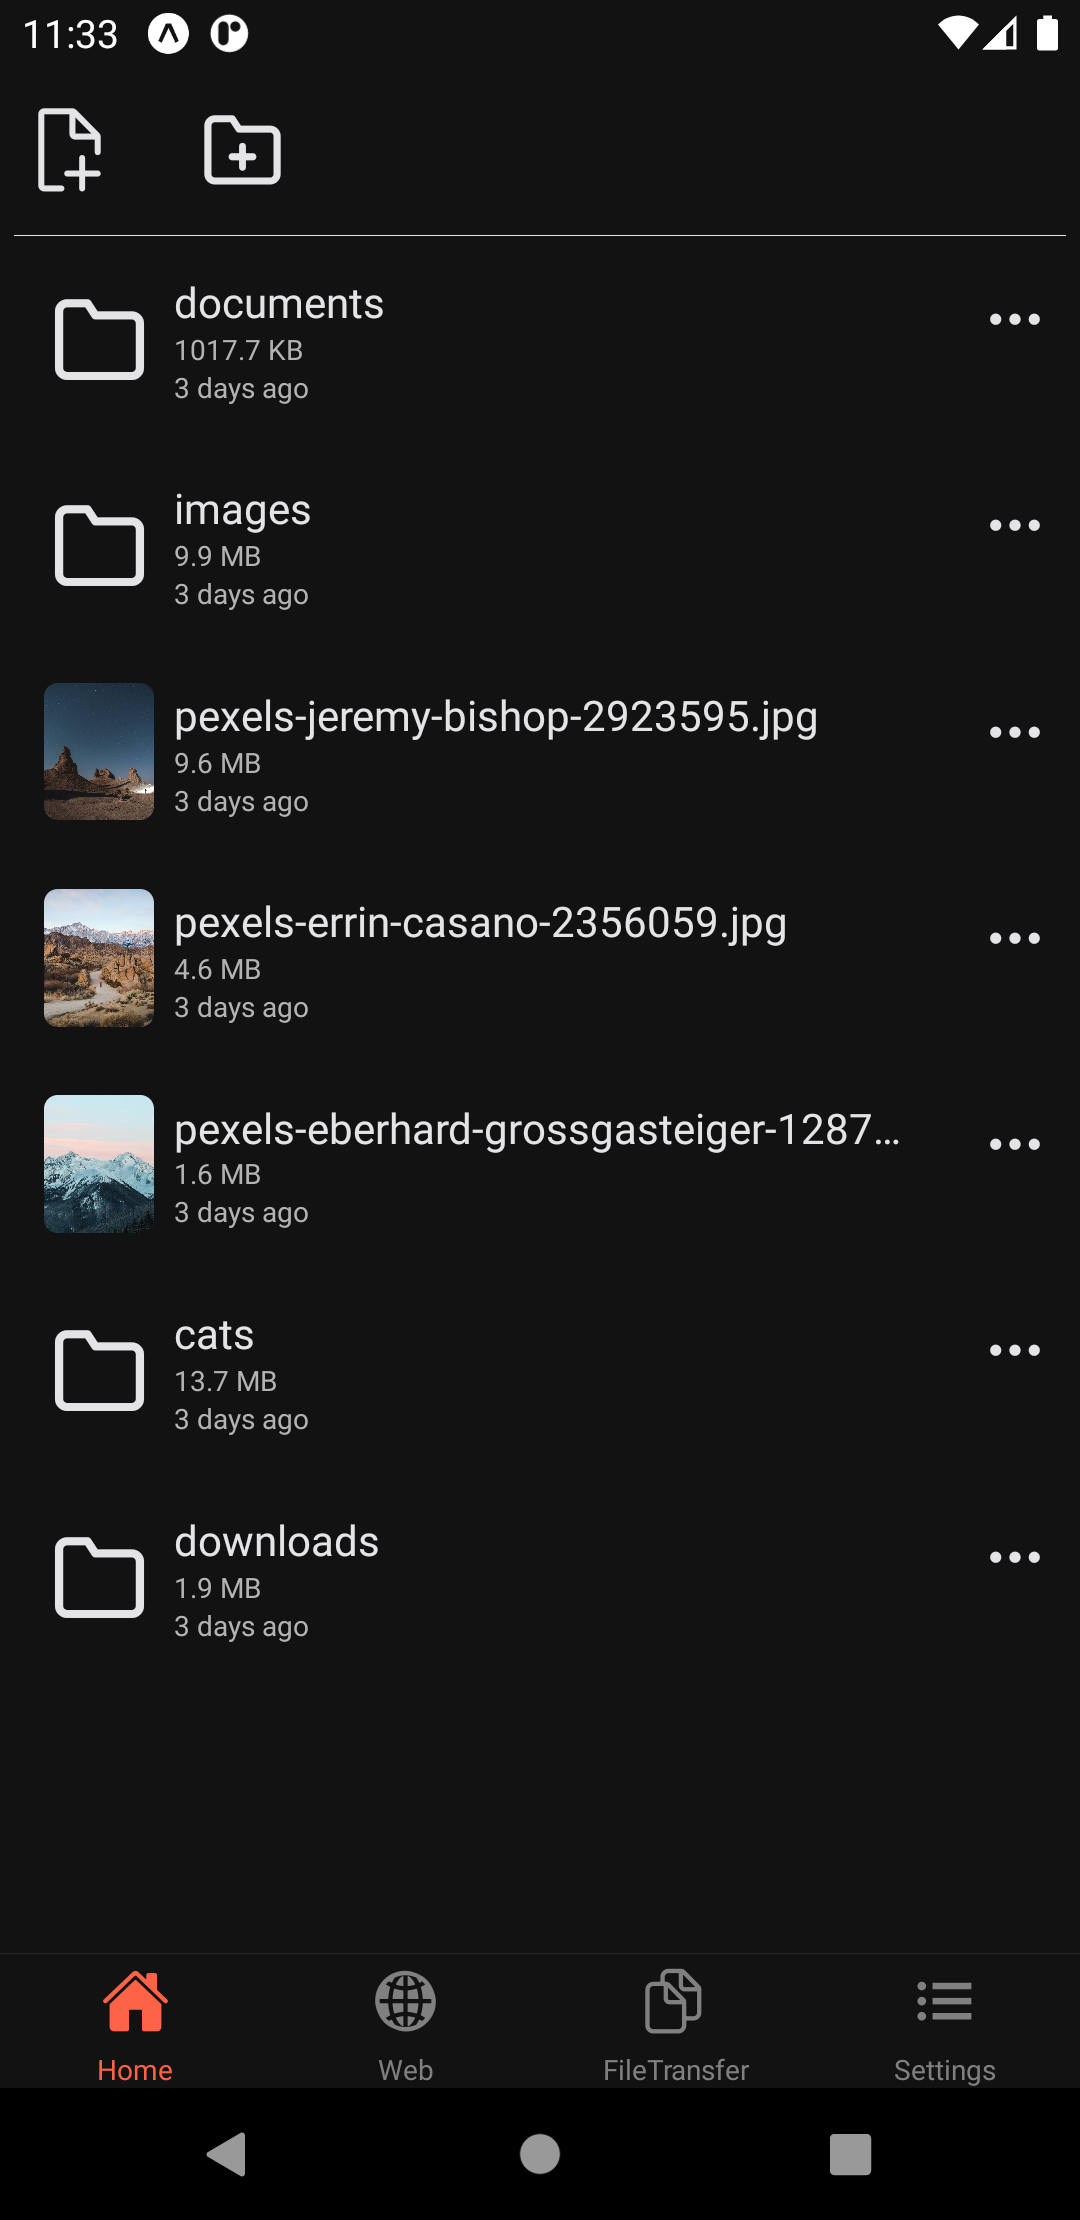 11:33
documents
1017.7 KB
3 days ago
images
9.9 MB
3 days ago
pexels-jeremy-bishop-2923595.jpg
9.6 MB
3 days ago
pexels-errin-casano-2356059.jpg
4.6 MB
3 days ago
pexels-eberhard-grossgasteiger-1287…
1.6 MB
3 days ago
cats
13.7 MB
3 days ago
downloads
1.9 MB
3 days ago
Home Web FileTransfer Settings